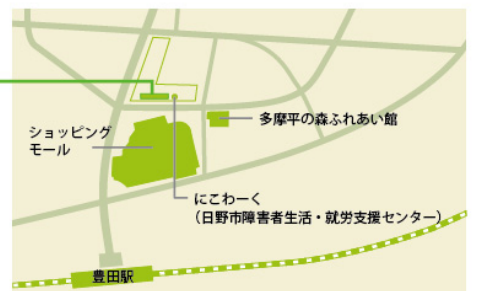 多摩平の森ふれあい館
ショッピング
モール
にこわーく
(日野市障害者生活・就労支援センター)
豊田駅